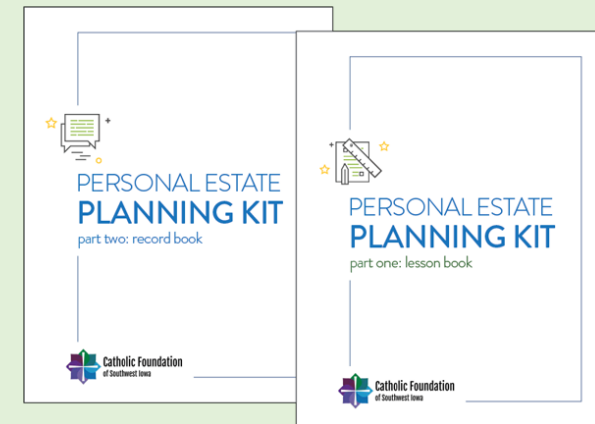 PERSONAL ESTATE
PLANNING KIT
part two: record book
Catholic Foundation
of Southwest Iowa
PERSONAL ESTATE
PLANNING KIT
part one: lesson book
Catholic Foundation
of Southwest Iowa